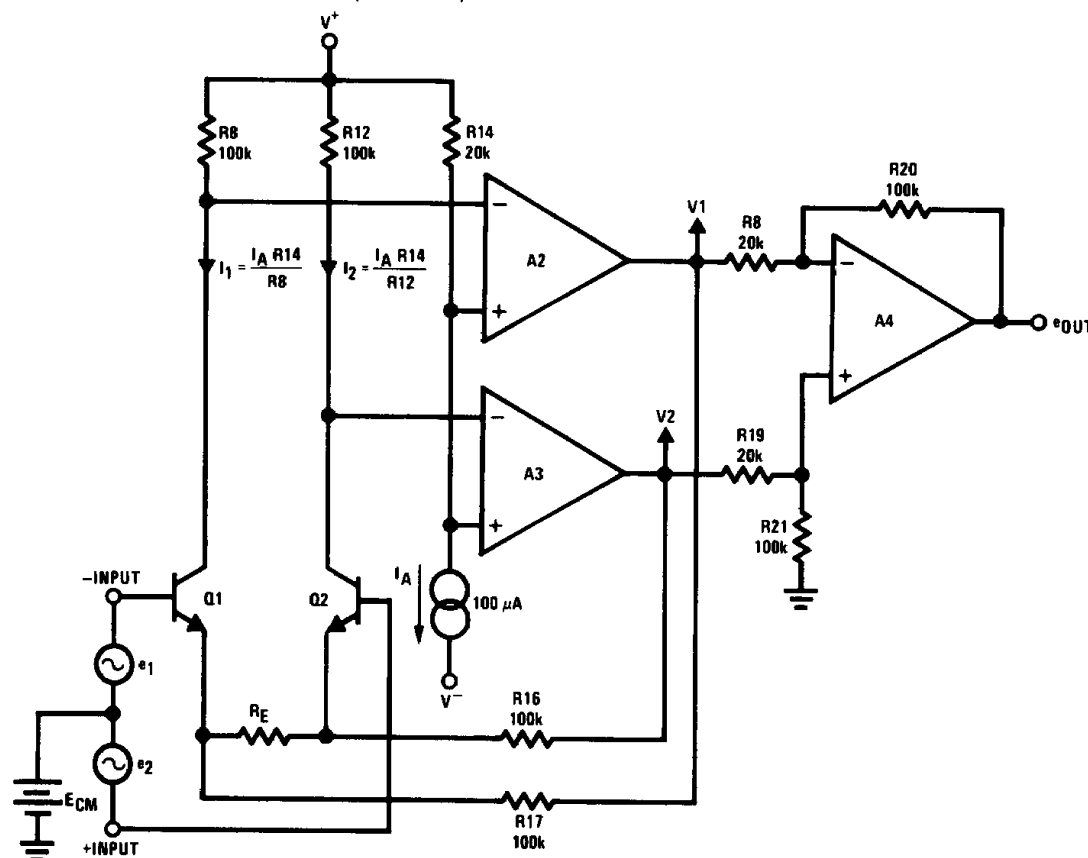 V+
R8
100k
R12
100k
R14
20k
R20
100k
V1
R8
20k
A2
A4
eOUT
I1 = IA R14 / R8
I2 = IA R14 / R12
V2
R19
20k
A3
R21
100k
−INPUT
Q1
Q2
IA
100 µA
e1
V−
RE
R16
100k
e2
ECM
R17
100k
+INPUT